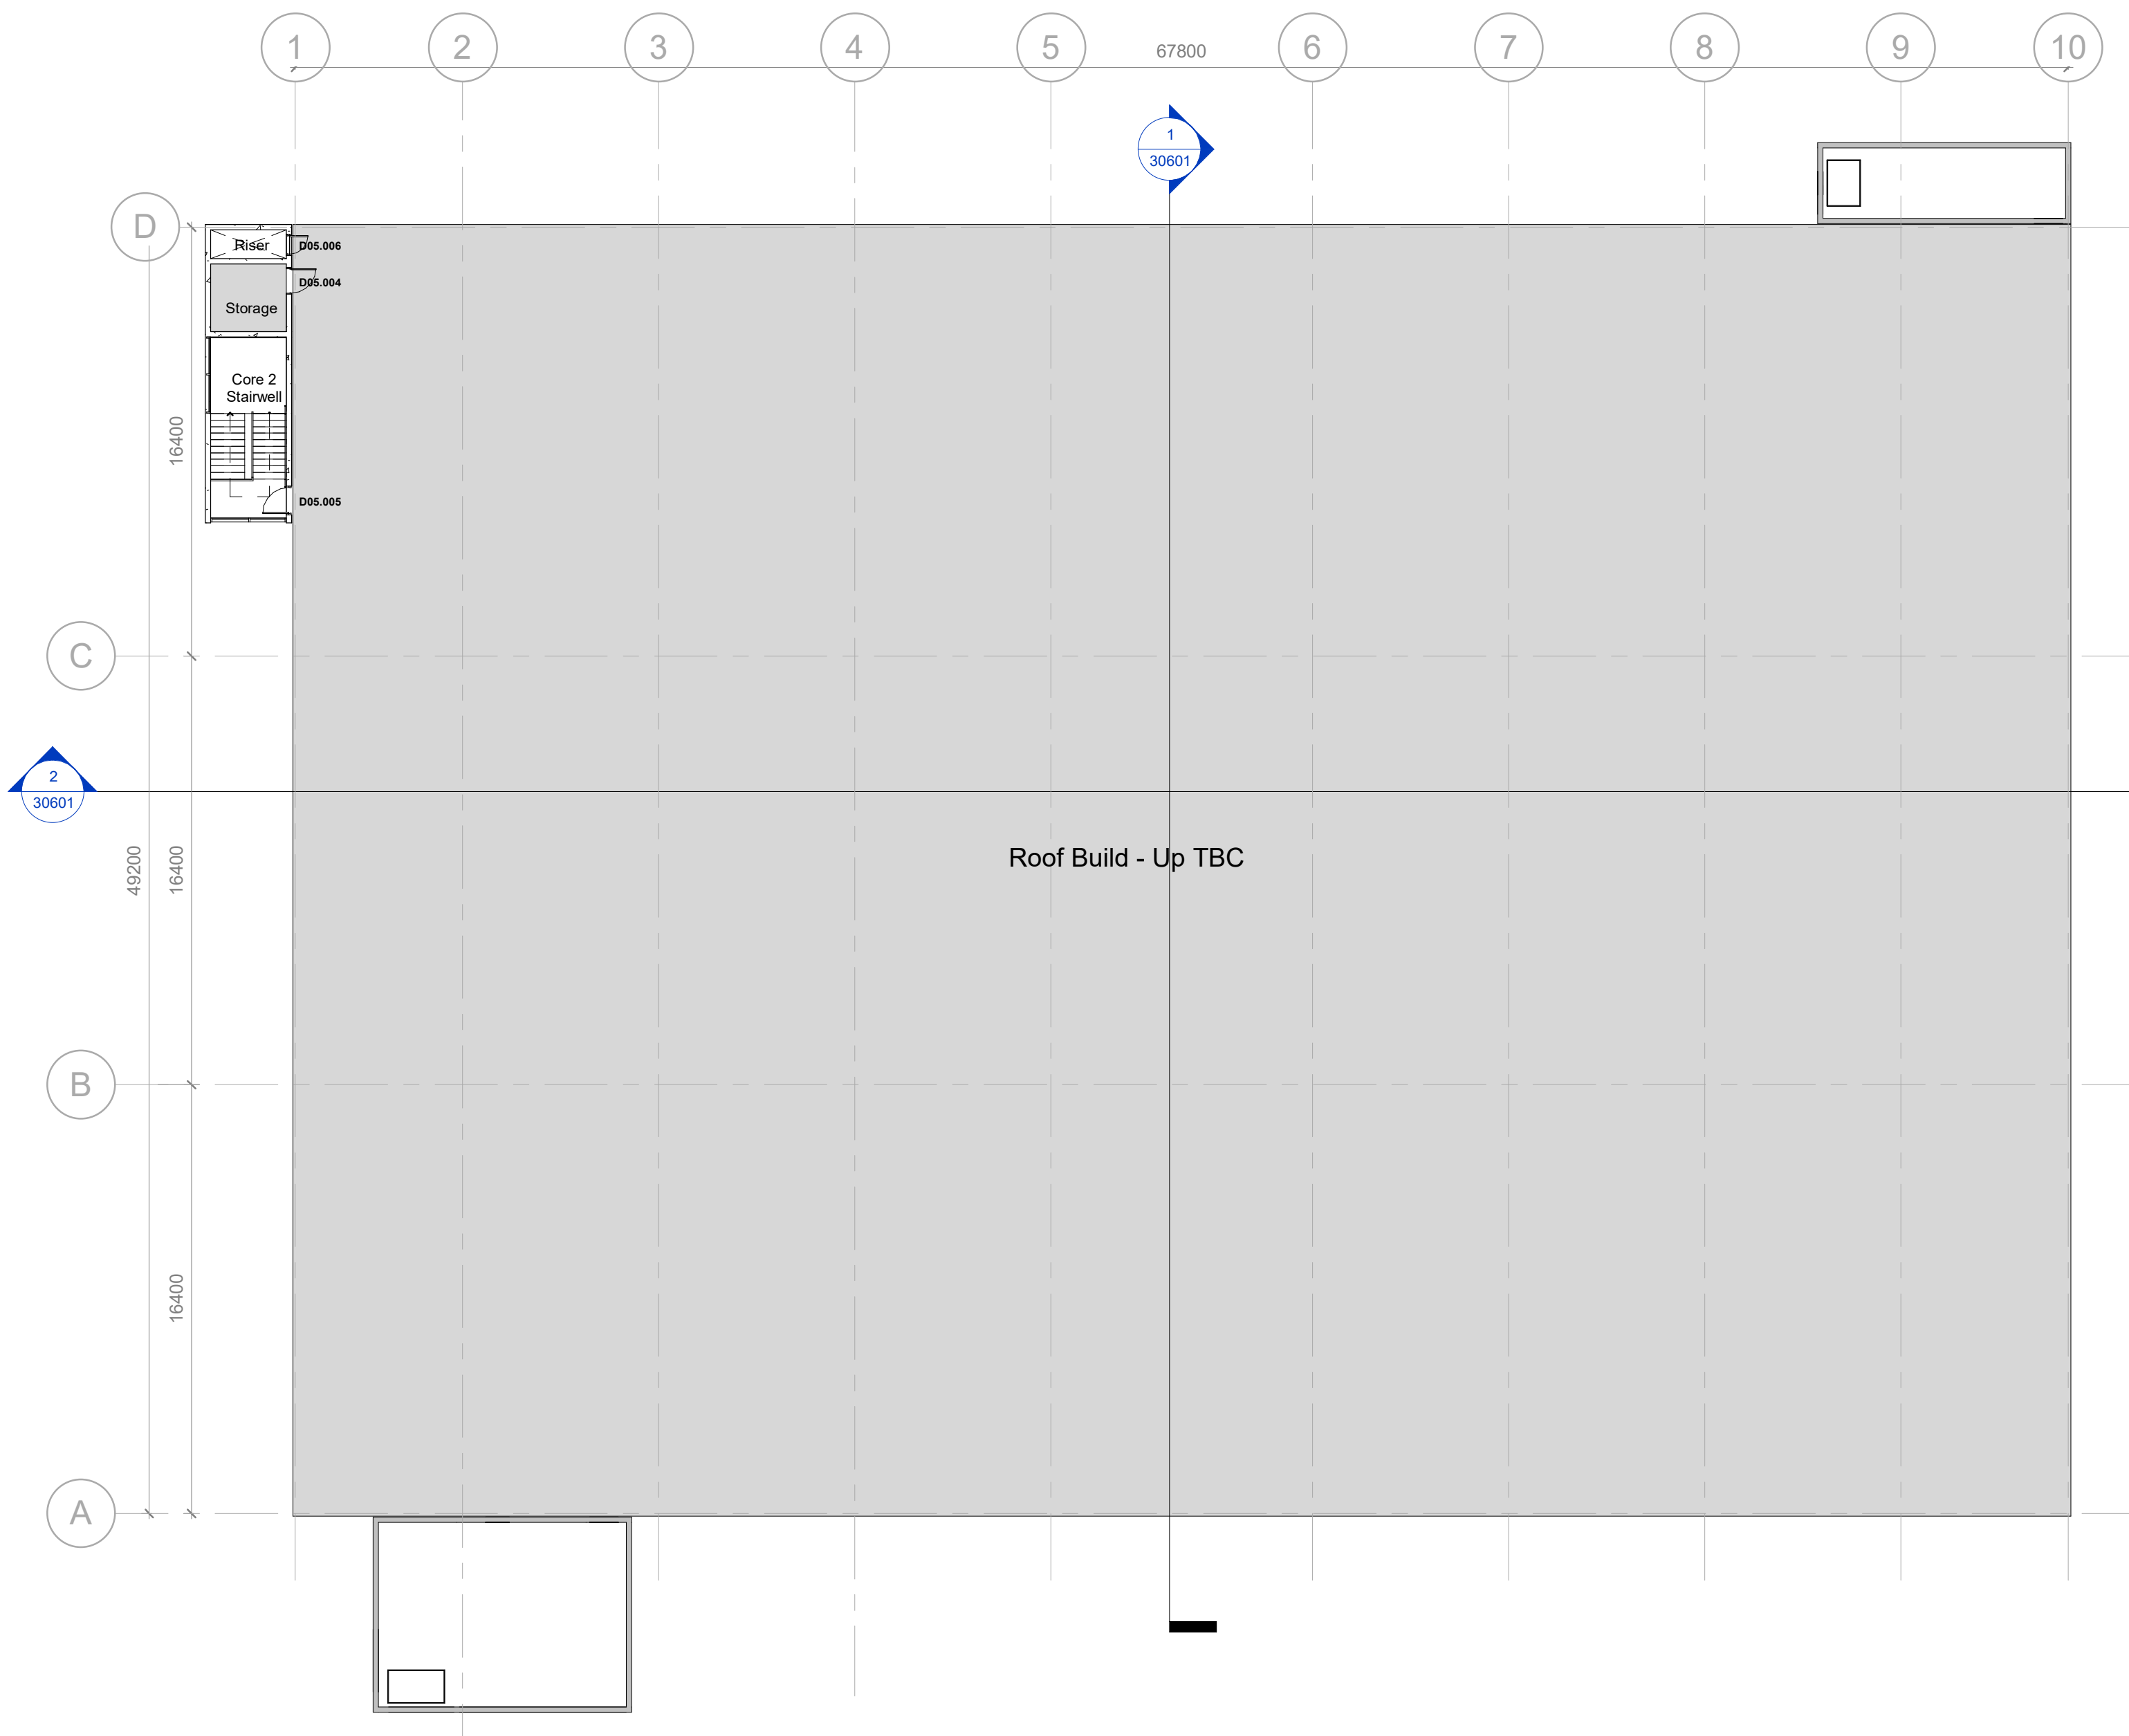 1
2
3
4
5
67800
6
7
8
9
10
1
30601
D
Riser
D05.006
D05.004
Storage
Core 2
Stairwell
16400
D05.005
C
2
30601
49200
16400
Roof Build - Up TBC
B
16400
A